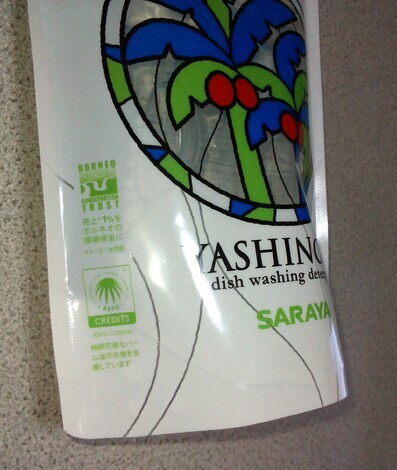 BORNEO
CONSERVATION
TRUST
売上の1%を
ボルネオの
環境保全に
YASHINO
dish washing deter
SARAYA
RSPO
CREDITS
持続可能なパー
ム油の生産を支
援しています